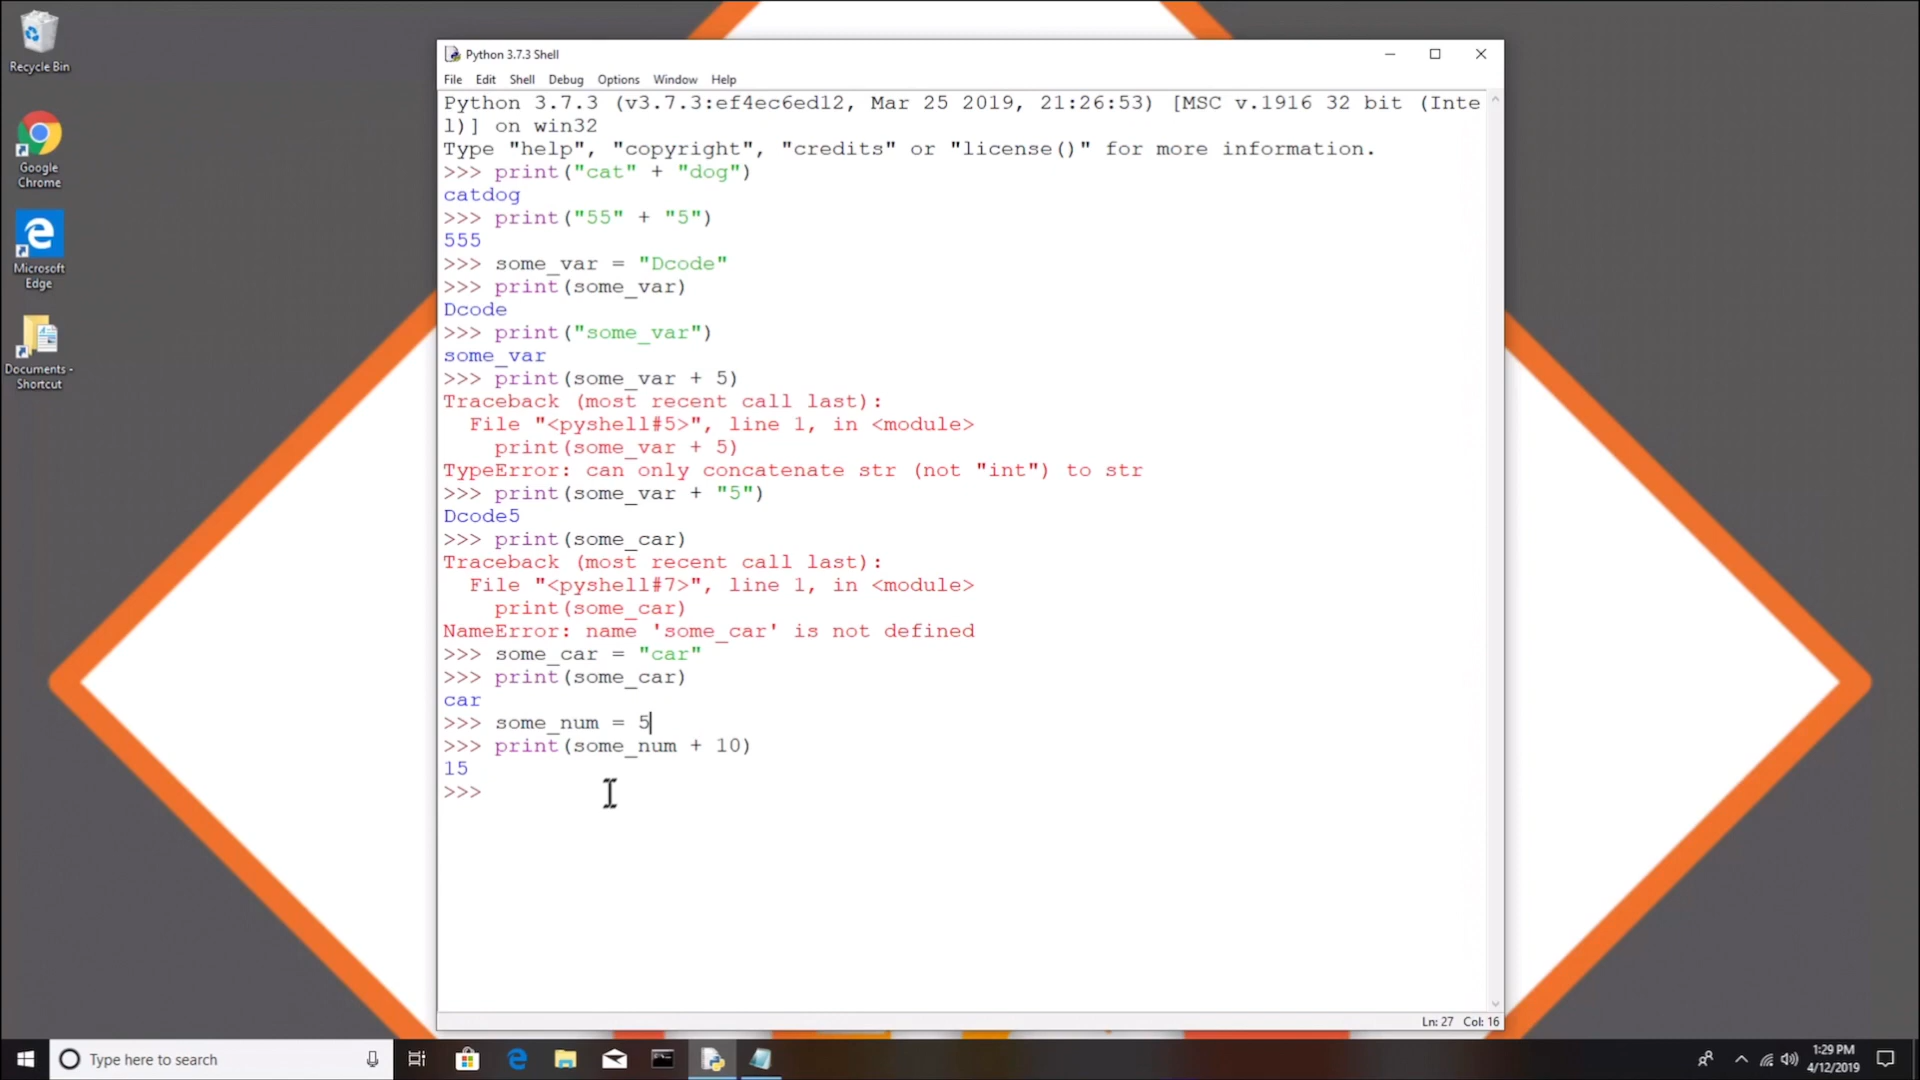 Recycle Bin
Google
Chrome
Microsoft
Edge
Documents -
Shortcut
Python 3.7.3 Shell
File Edit Shell Debug Options Window Help
Python 3.7.3 (v3.7.3:ef4ec6ed12, Mar 25 2019, 21:26:53) [MSC v.1916 32 bit (Inte
l)] on win32
Type "help", "copyright", "credits" or "license()" for more information.
>>> print("cat" + "dog")
catdog
>>> print("55" + "5")
555
>>> some_var = "Dcode"
>>> print(some_var)
Dcode
>>> print("some_var")
some_var
>>> print(some_var + 5)
Traceback (most recent call last):
  File "<pyshell#5>", line 1, in <module>
    print(some_var + 5)
TypeError: can only concatenate str (not "int") to str
>>> print(some_var + "5")
Dcode5
>>> print(some_car)
Traceback (most recent call last):
  File "<pyshell#7>", line 1, in <module>
    print(some_car)
NameError: name 'some_car' is not defined
>>> some_car = "car"
>>> print(some_car)
car
>>> some_num = 5
>>> print(some_num + 10)
15
>>>
Ln: 27 Col: 16
Type here to search
1:29 PM
4/12/2019